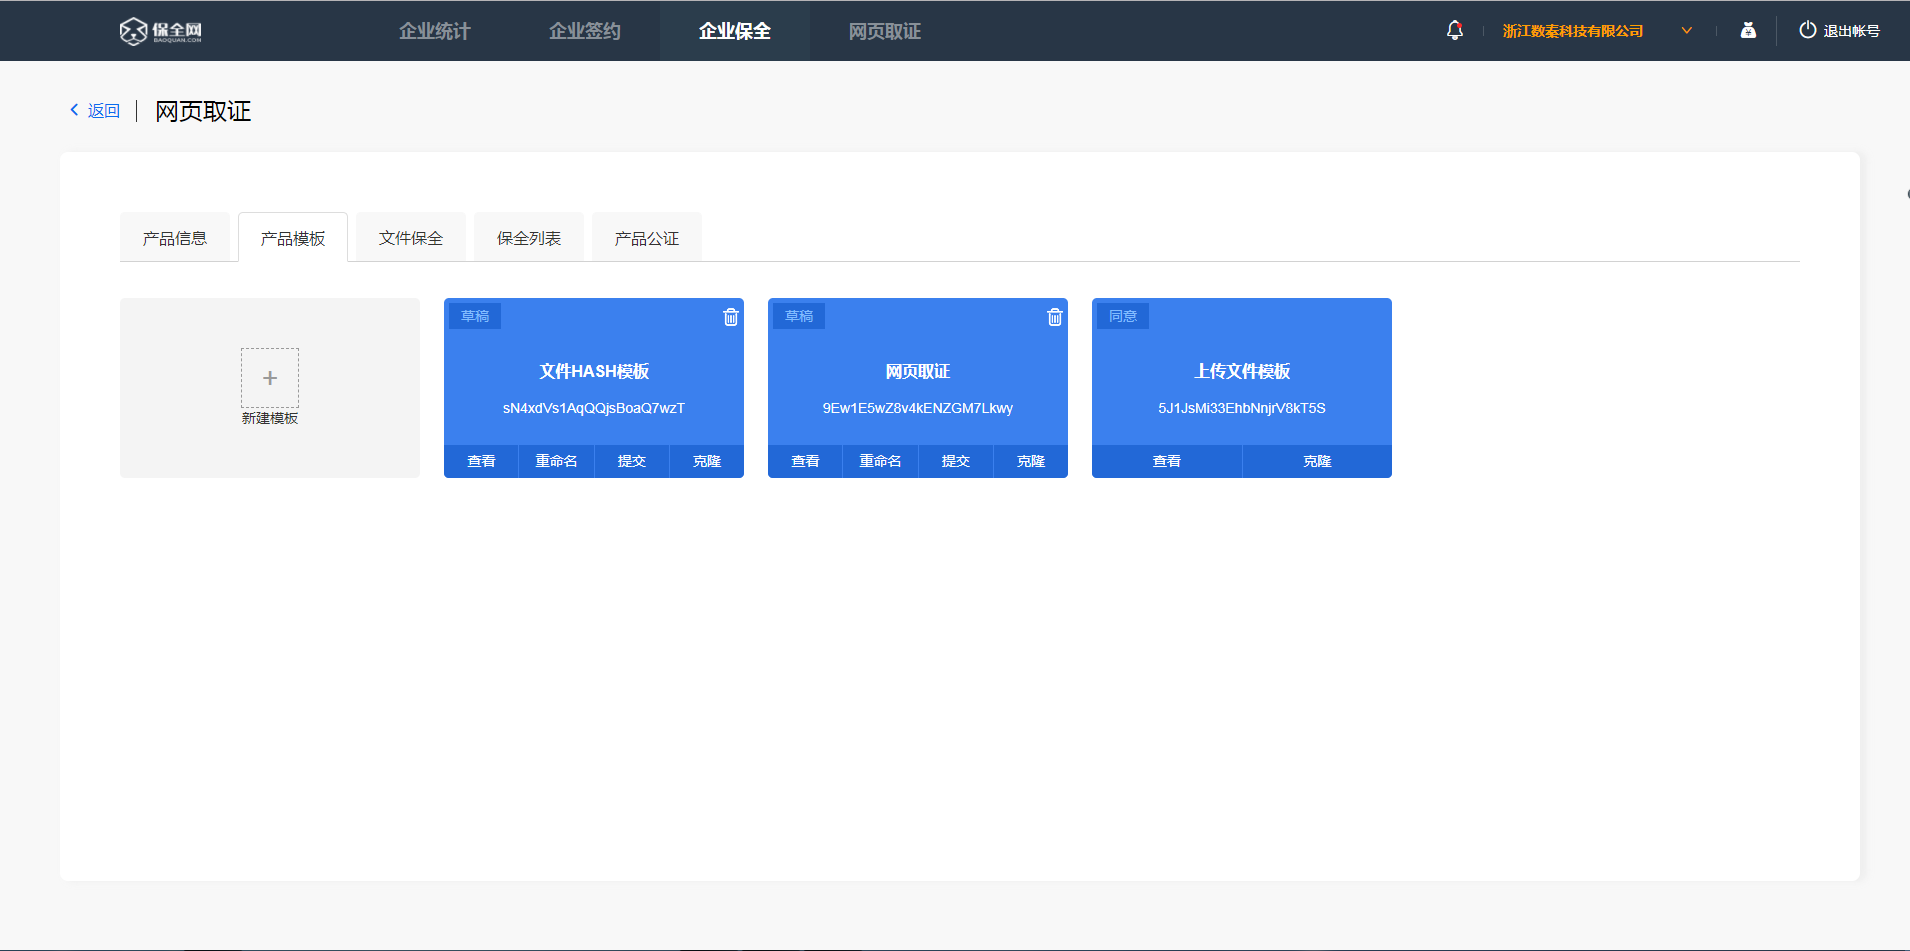 保全网
BAOQUAN.COM
企业统计
企业签约
企业保全
网页取证
浙江数秦科技有限公司
退出帐号
返回
网页取证
产品信息
产品模板
文件保全
保全列表
产品公证
新建模板
草稿
文件HASH模板
sN4xdVs1AqQQjsBoaQ7wzT
查看
重命名
提交
克隆
草稿
网页取证
9Ew1E5wZ8v4kENZGM7Lkwy
查看
重命名
提交
克隆
同意
上传文件模板
5J1JsMi33EhbNnjrV8kT5S
查看
克隆